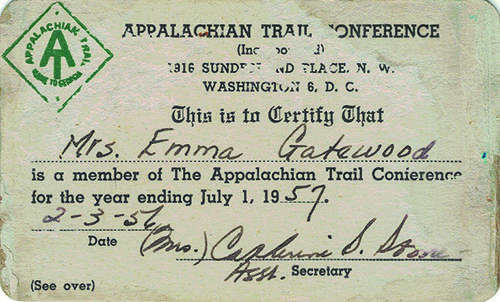 APPALACHIAN TRAIL
AT
MAINE TO GEORGIA
APPALACHIAN TRAIL CONFERENCE
1916 SUNDERLAND PLACE, N. W.
WASHINGTON 6, D. C.
This is to Certify That
Mrs. Emma Gatewood
is a member of The Appalachian Trail Conference
for the year ending July 1, 1957.
2-3-56
Date (Mrs.) Catherine S.
Asst. Secretary
(See over)